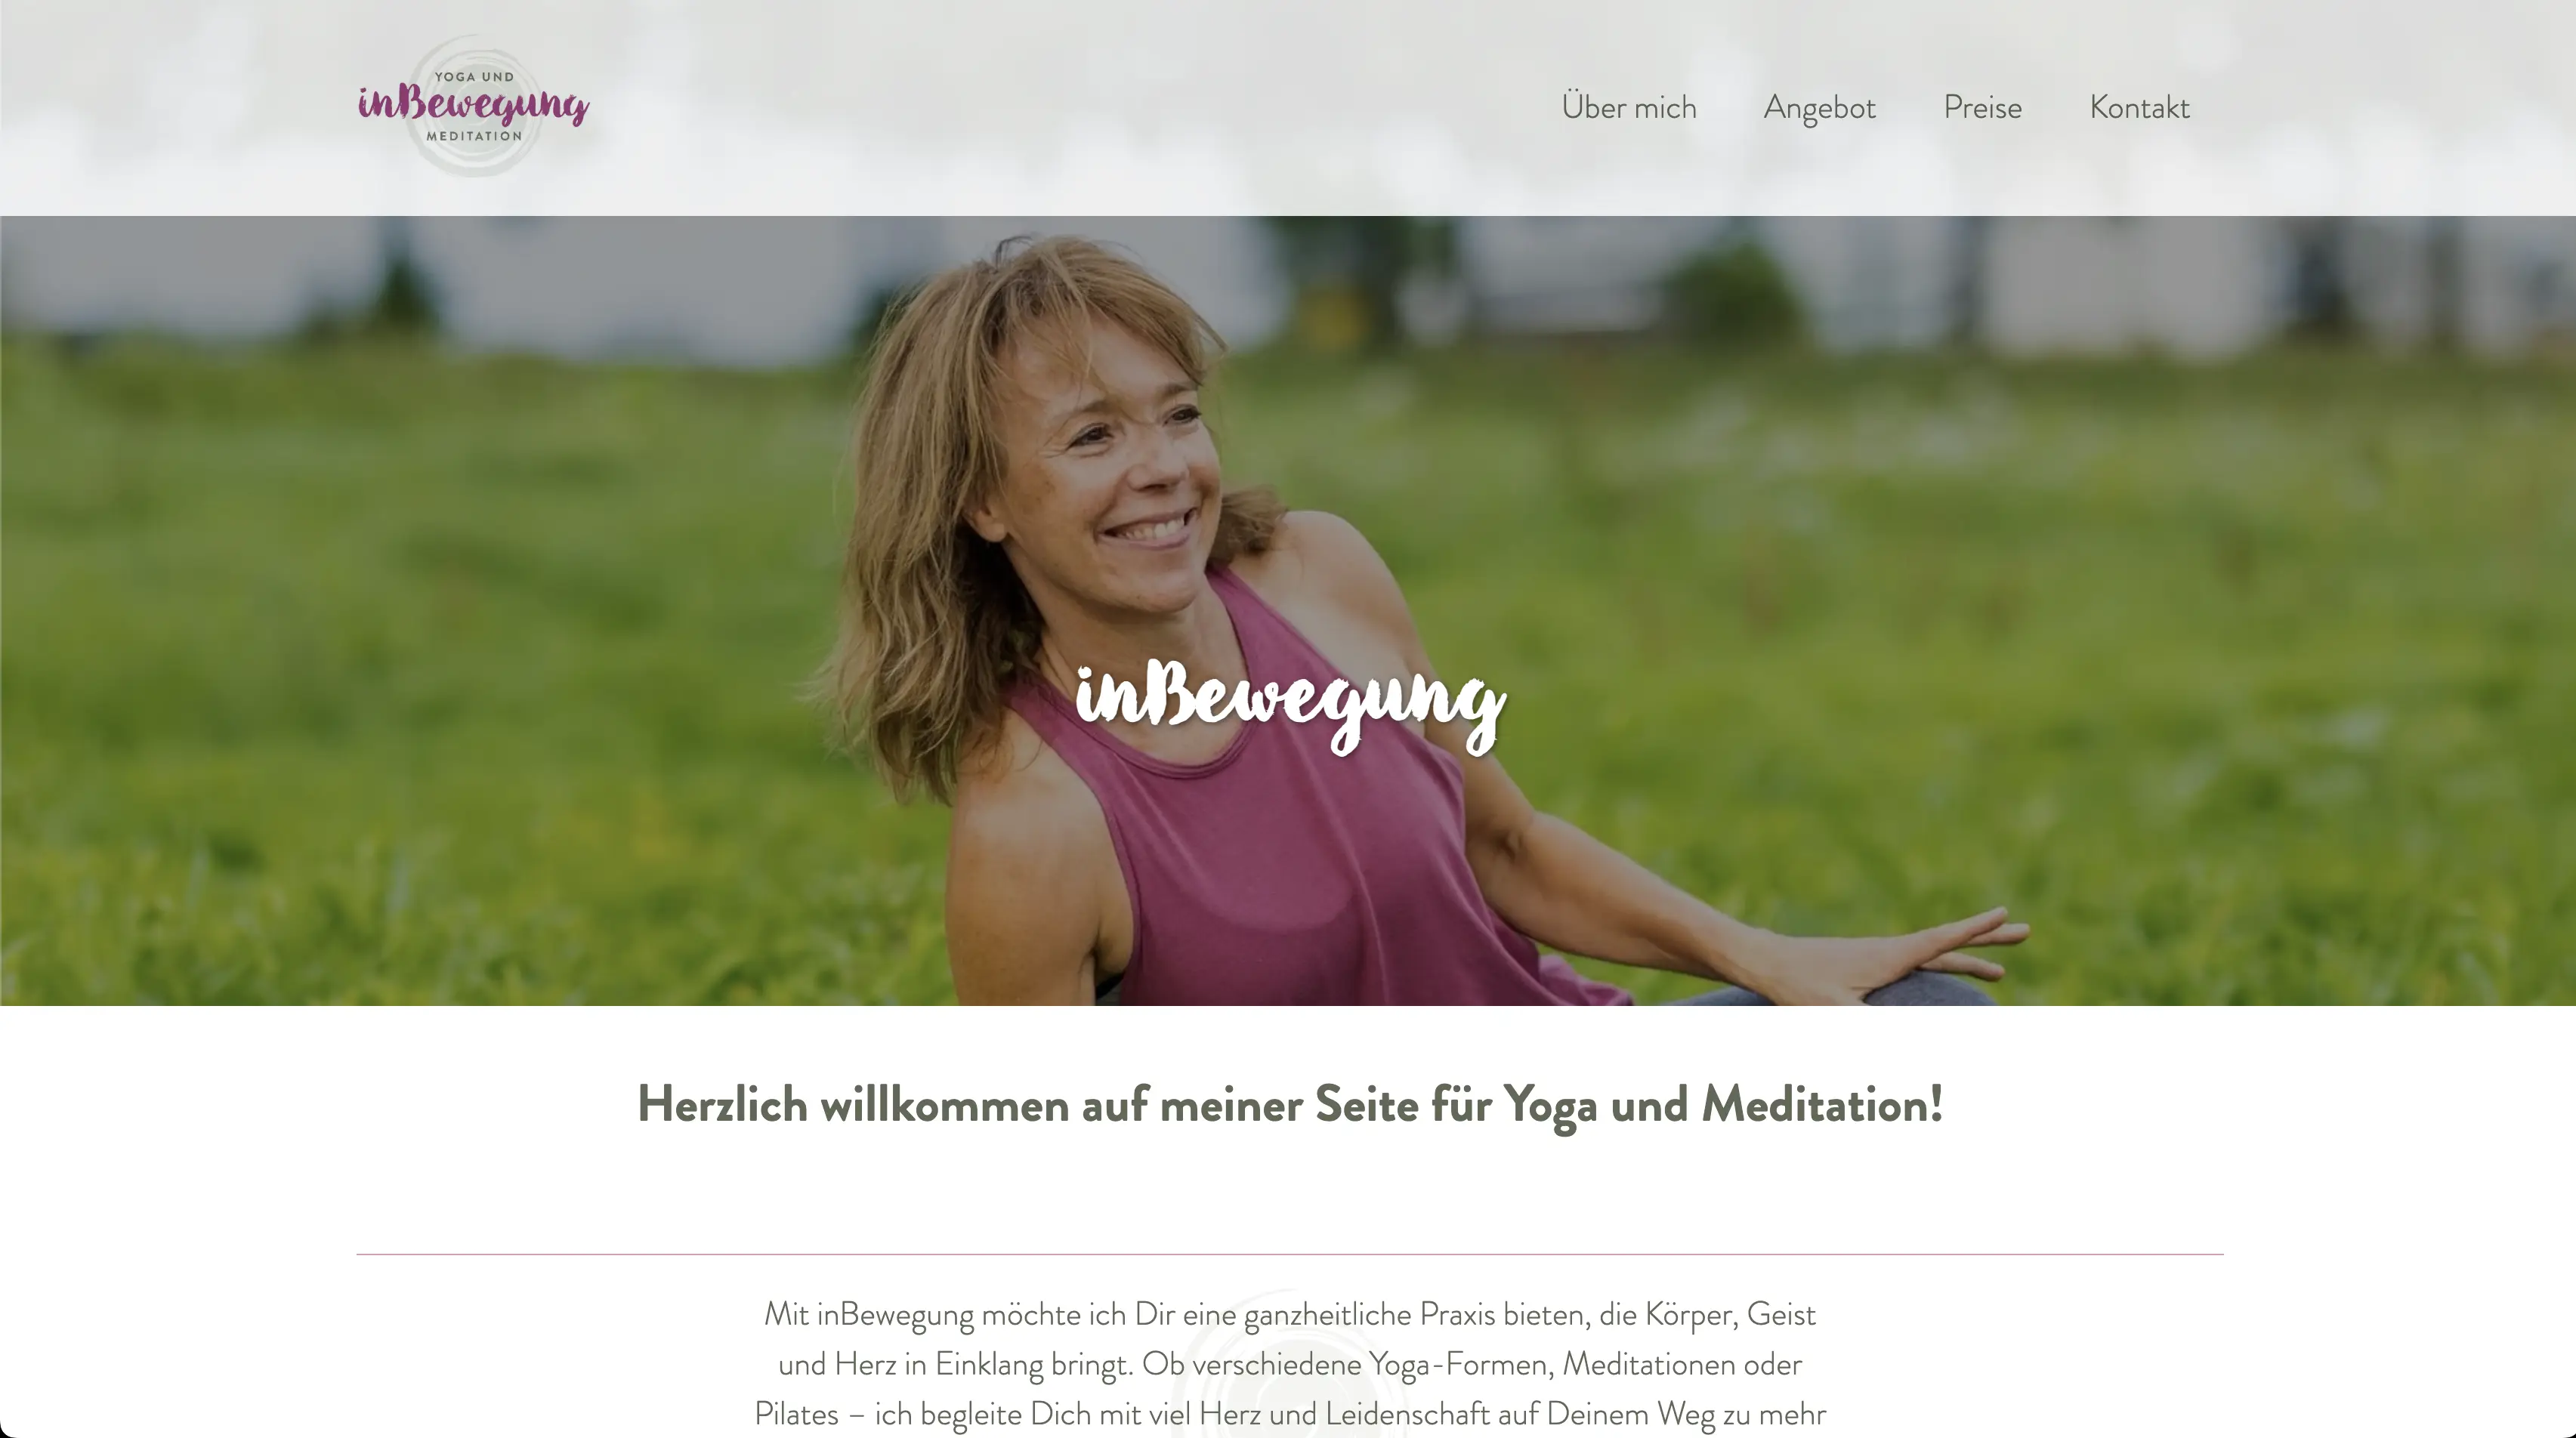 YOGA UND
inBewegung
MEDITATION
Über mich Angebot Preise Kontakt
inBewegung
Herzlich willkommen auf meiner Seite für Yoga und Meditation!
Mit inBewegung möchte ich Dir eine ganzheitliche Praxis bieten, die Körper, Geist
und Herz in Einklang bringt. Ob verschiedene Yoga-Formen, Meditationen oder
Pilates – ich begleite Dich mit viel Herz und Leidenschaft auf Deinem Weg zu mehr